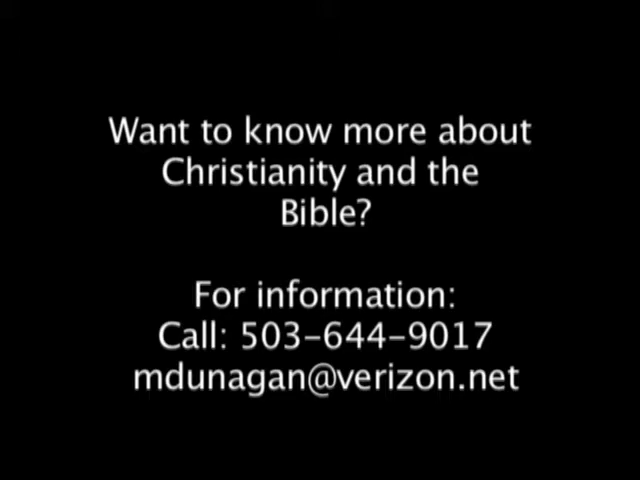 Want to know more about
Christianity and the
Bible?
For information:
Call: 503-644-9017
mdunagan@verizon.net